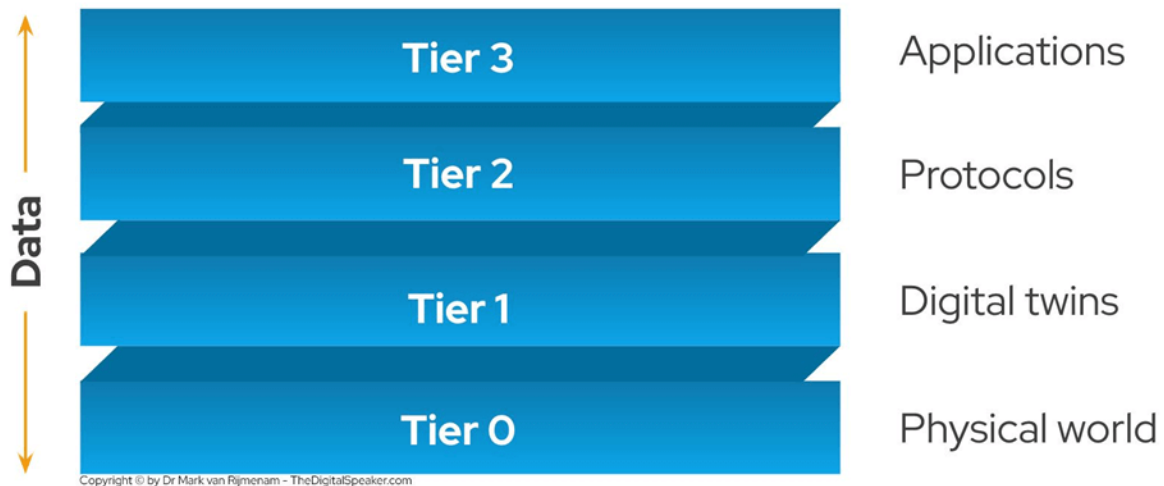 Tier 3 Applications
Tier 2 Protocols
Data
Tier 1 Digital twins
Tier 0 Physical world
Copyright © by Dr Mark van Rijmenam - TheDigitalSpeaker.com